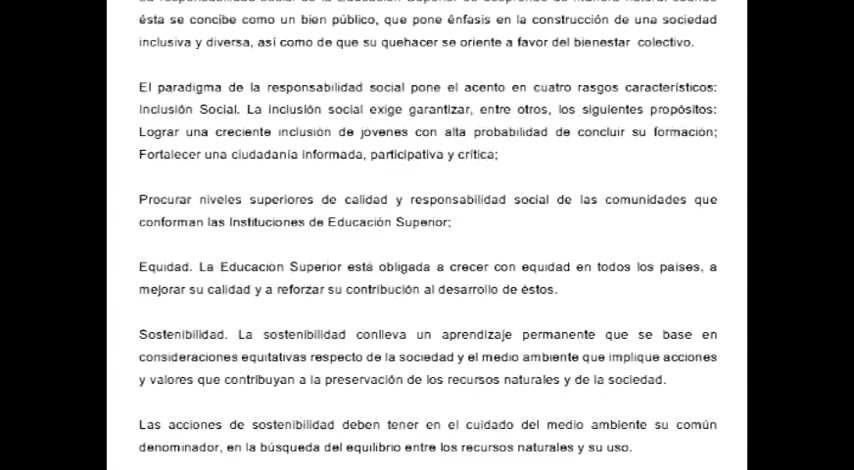 ésta se concibe como un bien público, que pone énfasis en la construcción de una sociedad
inclusiva y diversa, así como de que su quehacer se oriente a favor del bienestar colectivo.
El paradigma de la responsabilidad social pone el acento en cuatro rasgos característicos:
Inclusión Social. La inclusión social exige garantizar, entre otros, los siguientes propósitos:
Lograr una creciente inclusión de jóvenes con alta probabilidad de concluir su formación;
Fortalecer una ciudadanía informada, participativa y crítica;
Procurar niveles superiores de calidad y responsabilidad social de las comunidades que
conforman las Instituciones de Educación Superior;
Equidad. La Educación Superior está obligada a crecer con equidad en todos los países, a
mejorar su calidad y a reforzar su contribución al desarrollo de éstos.
Sostenibilidad. La sostenibilidad conlleva un aprendizaje permanente que se base en
consideraciones equitativas respecto de la sociedad y el medio ambiente que implique acciones
y valores que contribuyan a la preservación de los recursos naturales y de la sociedad.
Las acciones de sostenibilidad deben tener en el cuidado del medio ambiente su común
denominador, en la búsqueda del equilibrio entre los recursos naturales y su uso.